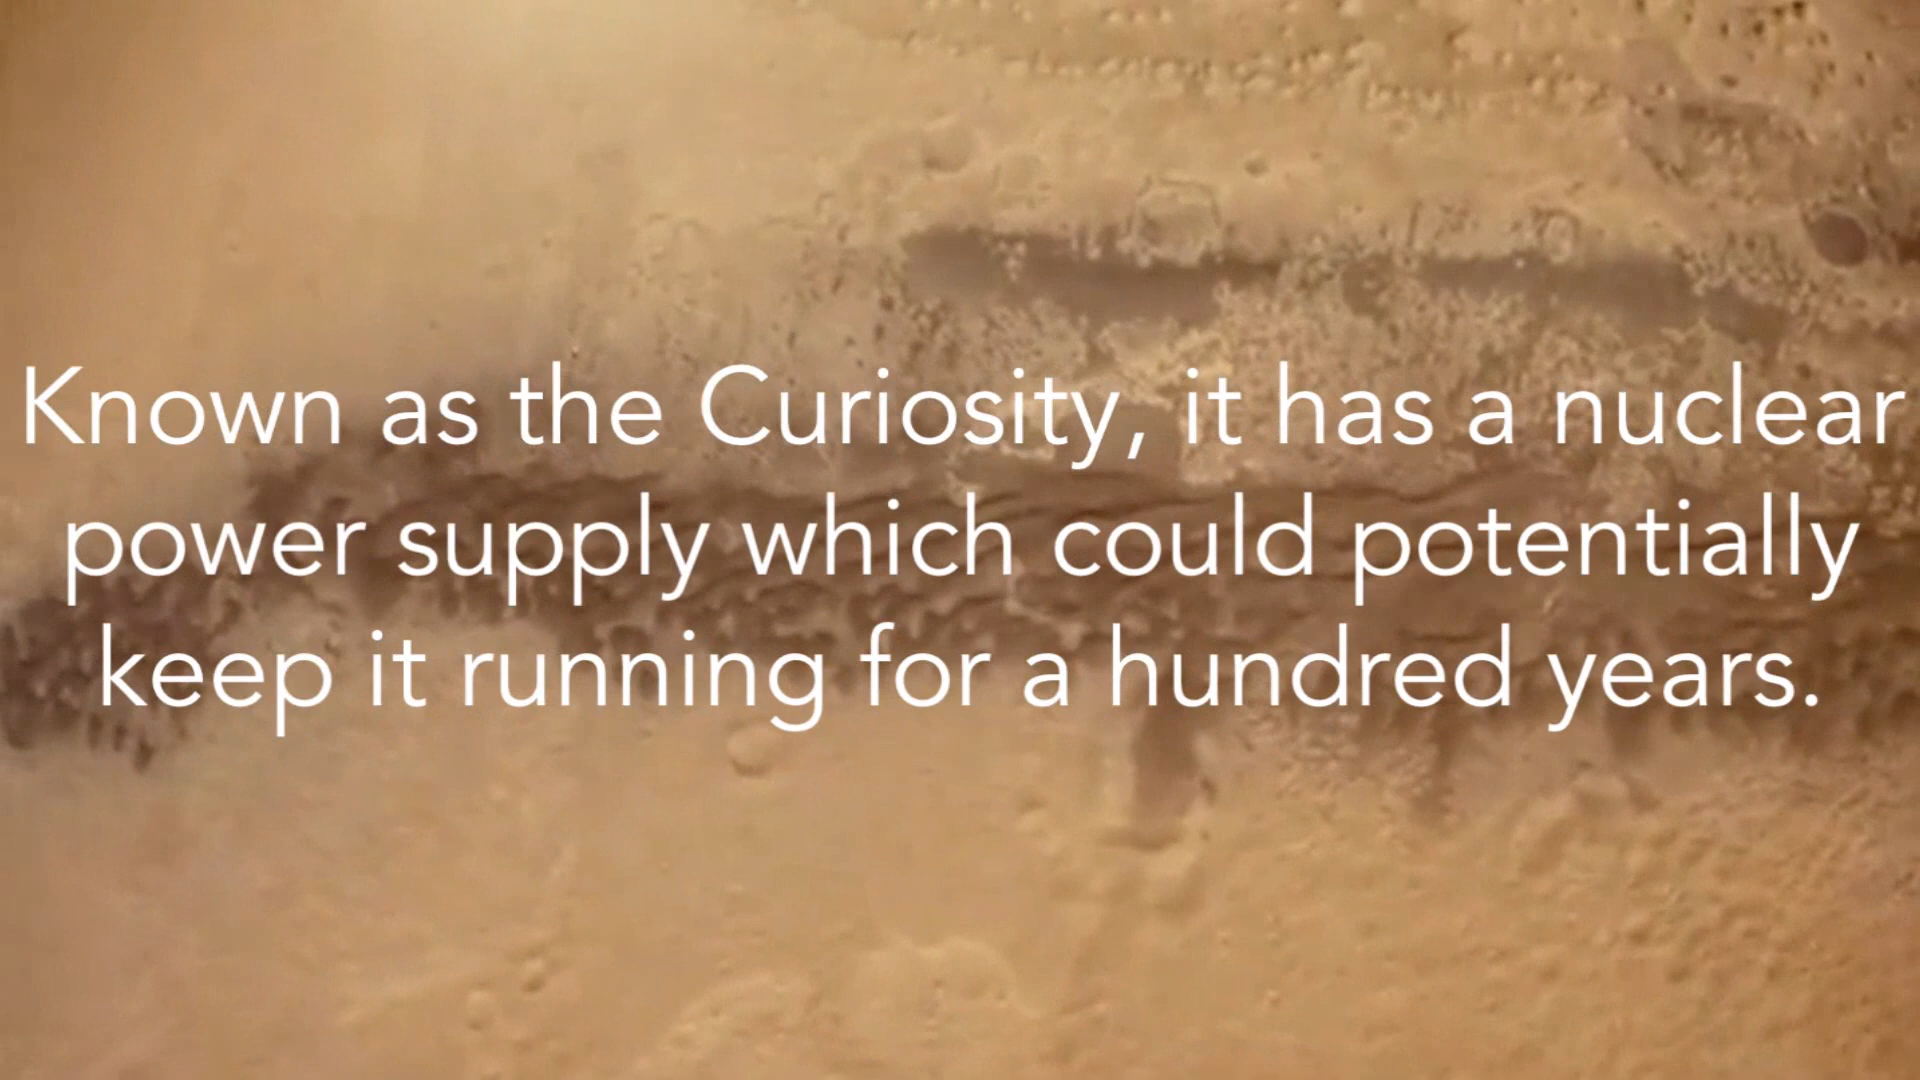 Known as the Curiosity, it has a nuclear
power supply which could potentially
keep it running for a hundred years.